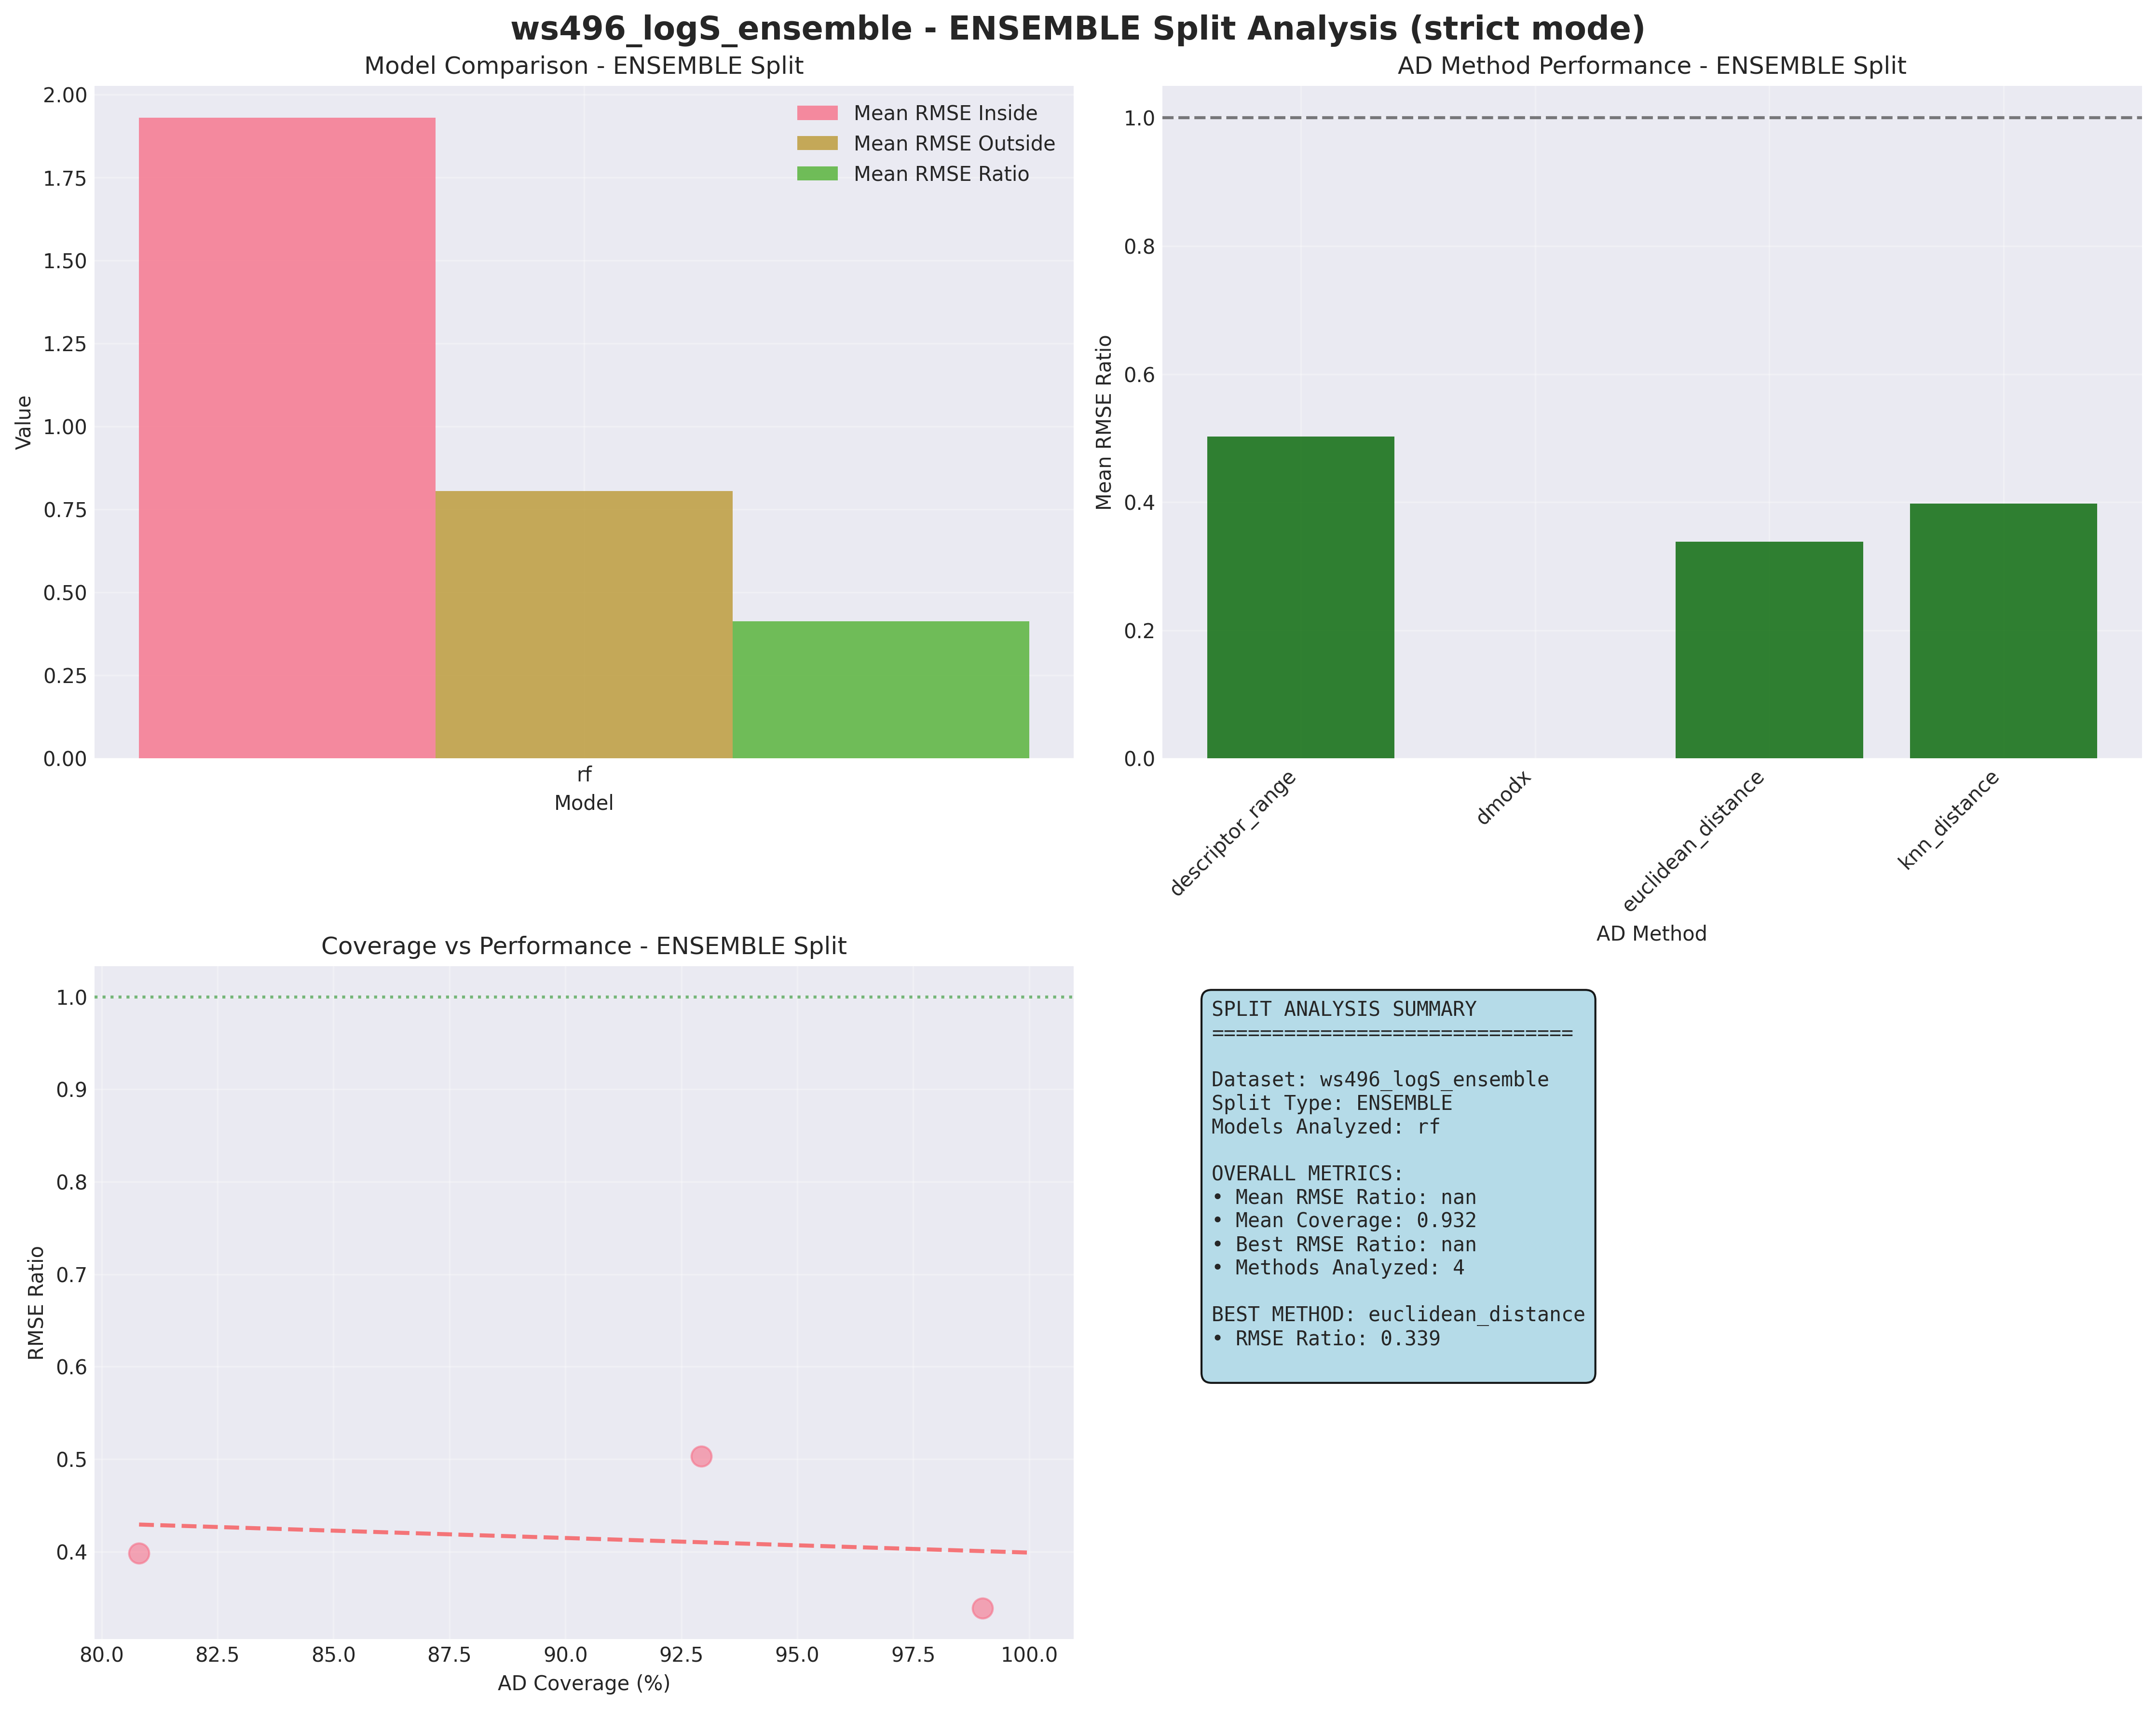 ws496_logS_ensemble - ENSEMBLE Split Analysis (strict mode)
Model Comparison - ENSEMBLE Split
Value
2.00
1.75
1.50
1.25
1.00
0.75
0.50
0.25
0.00
Mean RMSE Inside
Mean RMSE Outside
Mean RMSE Ratio
rf
Model
AD Method Performance - ENSEMBLE Split
Mean RMSE Ratio
1.0
0.8
0.6
0.4
0.2
0.0
descriptor_range
dmodx
euclidean_distance
knn_distance
AD Method
Coverage vs Performance - ENSEMBLE Split
RMSE Ratio
1.0
0.9
0.8
0.7
0.6
0.5
0.4
80.0 82.5 85.0 87.5 90.0 92.5 95.0 97.5 100.0
AD Coverage (%)
SPLIT ANALYSIS SUMMARY
==============================
Dataset: ws496_logS_ensemble
Split Type: ENSEMBLE
Models Analyzed: rf
OVERALL METRICS:
• Mean RMSE Ratio: nan
• Mean Coverage: 0.932
• Best RMSE Ratio: nan
• Methods Analyzed: 4
BEST METHOD: euclidean_distance
• RMSE Ratio: 0.339